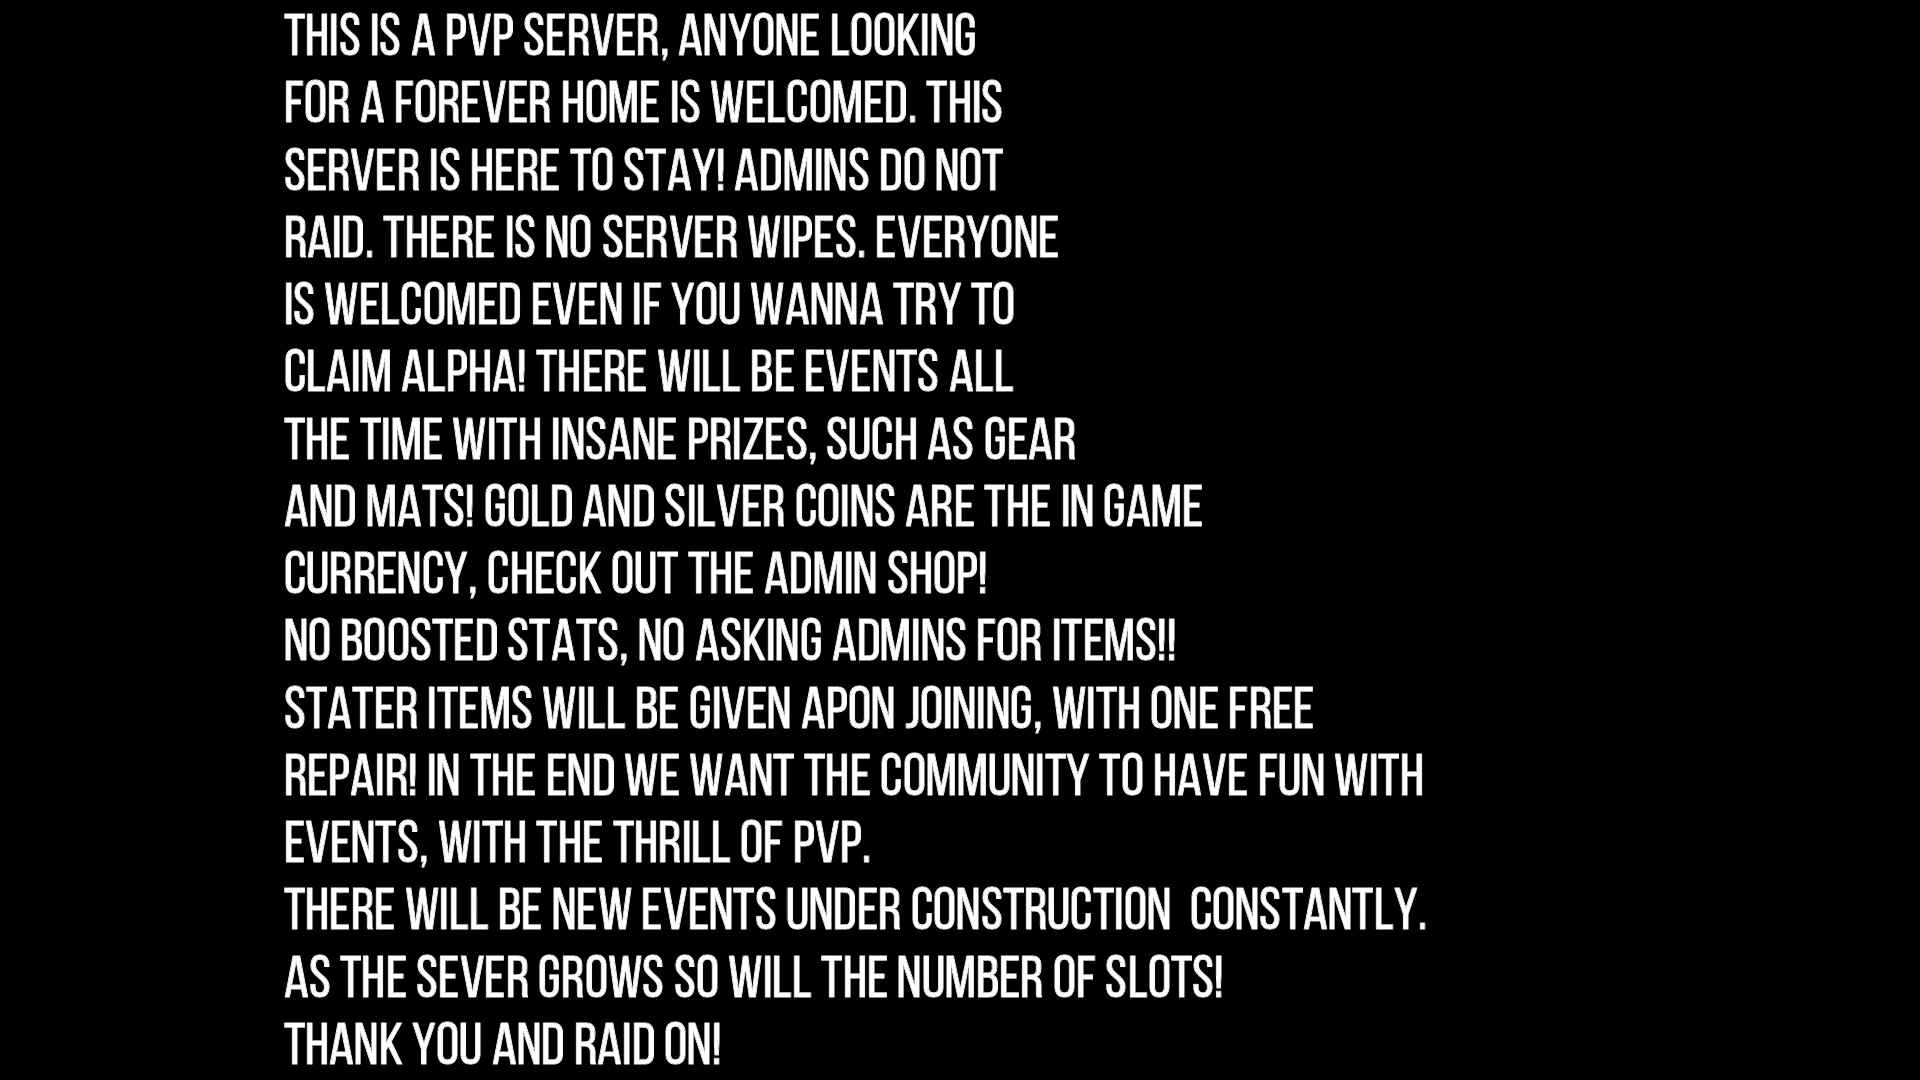 THIS IS A PVP SERVER, ANYONE LOOKING
FOR A FOREVER HOME IS WELCOMED. THIS
SERVER IS HERE TO STAY! ADMINS DO NOT
RAID. THERE IS NO SERVER WIPES. EVERYONE
IS WELCOMED EVEN IF YOU WANNA TRY TO
CLAIM ALPHA! THERE WILL BE EVENTS ALL
THE TIME WITH INSANE PRIZES, SUCH AS GEAR
AND MATS! GOLD AND SILVER COINS ARE THE IN GAME
CURRENCY, CHECK OUT THE ADMIN SHOP!
NO BOOSTED STATS, NO ASKING ADMINS FOR ITEMS!!
STATER ITEMS WILL BE GIVEN APON JOINING, WITH ONE FREE
REPAIR! IN THE END WE WANT THE COMMUNITY TO HAVE FUN WITH
EVENTS, WITH THE THRILL OF PVP.
THERE WILL BE NEW EVENTS UNDER CONSTRUCTION  CONSTANTLY.
AS THE SEVER GROWS SO WILL THE NUMBER OF SLOTS!
THANK YOU AND RAID ON!